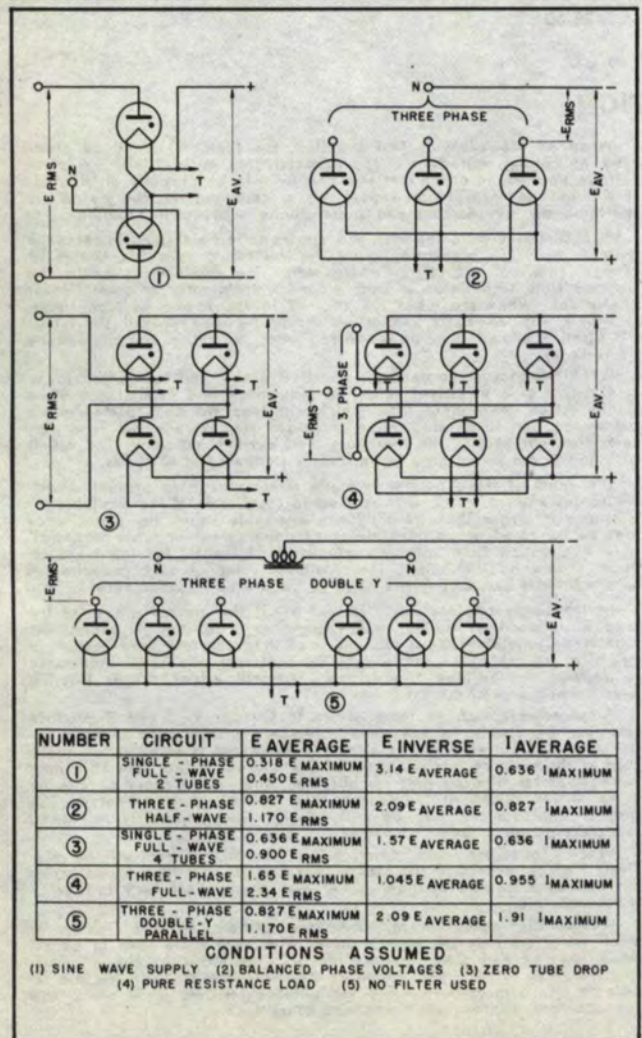 N
E RMS
E AV.
+
-
T
①
N
THREE PHASE
E RMS
E AV.
-
+
T
②
E RMS
E AV.
-
+
T
T
T
③
3 PHASE
E RMS
E AV.
-
+
T
T
T
T
④
E RMS
N
N
THREE PHASE DOUBLE Y
E AV.
-
+
T
⑤
NUMBER CIRCUIT E AVERAGE E INVERSE I AVERAGE
① SINGLE - PHASE FULL - WAVE 2 TUBES 0.318 E MAXIMUM 0.450 E RMS 3.14 E AVERAGE 0.636 I MAXIMUM
② THREE - PHASE HALF - WAVE 0.827 E MAXIMUM 1.170 E RMS 2.09 E AVERAGE 0.827 I MAXIMUM
③ SINGLE - PHASE FULL - WAVE 4 TUBES 0.636 E MAXIMUM 0.900 E RMS 1.57 E AVERAGE 0.636 I MAXIMUM
④ THREE - PHASE FULL - WAVE 1.65 E MAXIMUM 2.34 E RMS 1.045 E AVERAGE 0.955 I MAXIMUM
⑤ THREE - PHASE DOUBLE - Y PARALLEL 0.827 E MAXIMUM 1.170 E RMS 2.09 E AVERAGE 1.91 I MAXIMUM
CONDITIONS ASSUMED
(1) SINE WAVE SUPPLY (2) BALANCED PHASE VOLTAGES (3) ZERO TUBE DROP
(4) PURE RESISTANCE LOAD (5) NO FILTER USED